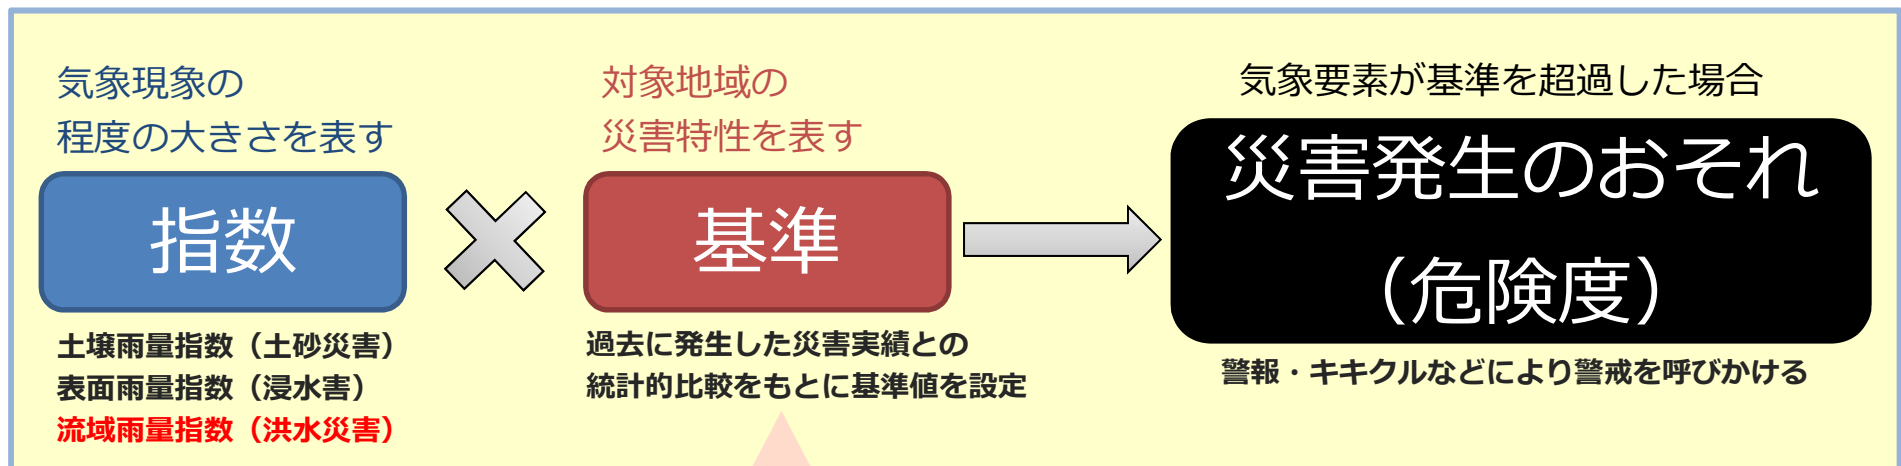 気象現象の
程度の大きさを表す
指数
土壌雨量指数（土砂災害）
表面雨量指数（浸水害）
流域雨量指数（洪水災害）
対象地域の
災害特性を表す
基準
過去に発生した災害実績との
統計的比較をもとに基準値を設定
気象要素が基準を超過した場合
災害発生のおそれ
（危険度）
警報・キキクルなどにより警戒を呼びかける